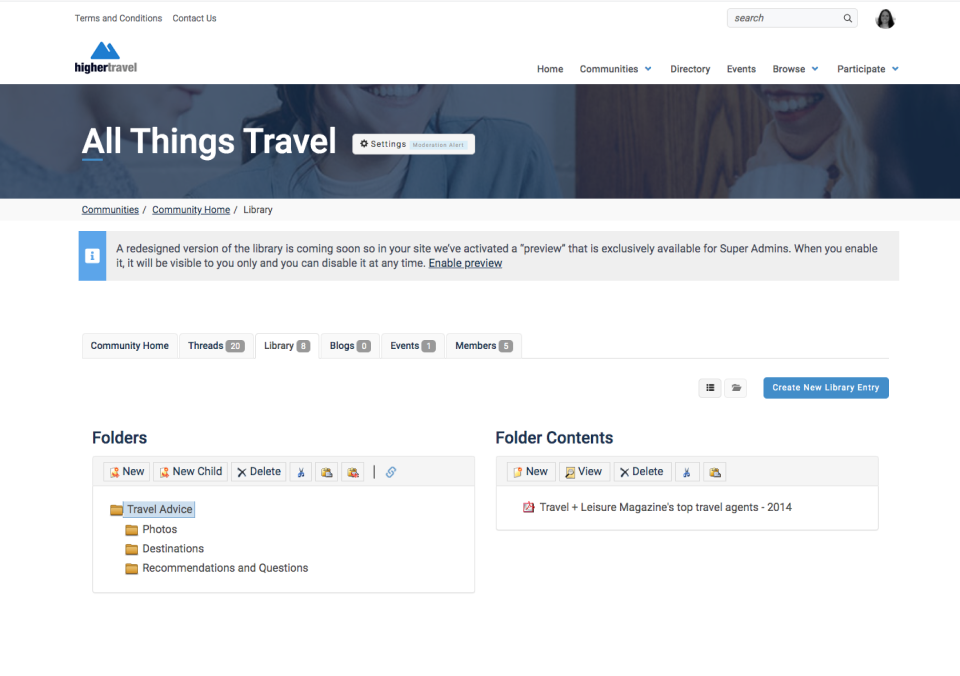 Terms and Conditions Contact Us
search
highertravel
Home Communities Directory Events Browse Participate
All Things Travel
Settings Moderation Alert
Communities / Community Home / Library
A redesigned version of the library is coming soon so in your site we've activated a "preview" that is exclusively available for Super Admins. When you enable
it, it will be visible to you only and you can disable it at any time. Enable preview
Community Home Threads 20 Library 8 Blogs 0 Events 1 Members 5
Create New Library Entry
Folders
New New Child Delete
Travel Advice
Photos
Destinations
Recommendations and Questions
Folder Contents
New View Delete
Travel + Leisure Magazine's top travel agents - 2014